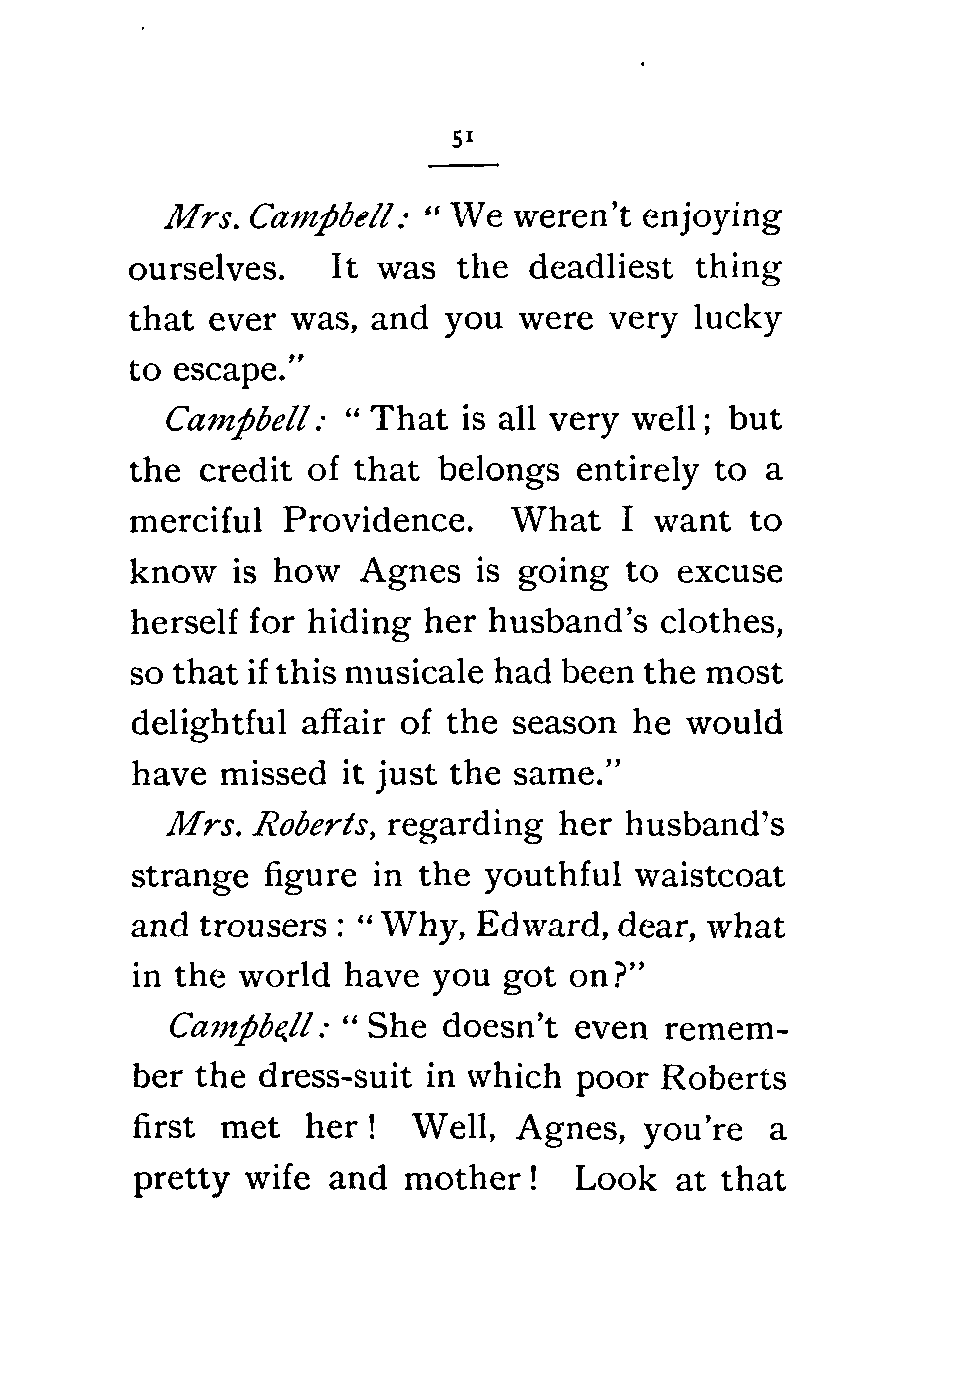 51
Mrs. Campbell: “We weren't enjoying
ourselves. It was the deadliest thing
that ever was, and you were very lucky
to escape.”
Campbell: “That is all very well; but
the credit of that belongs entirely to a
merciful Providence. What I want to
know is how Agnes is going to excuse
herself for hiding her husband's clothes,
so that if this musicale had been the most
delightful affair of the season he would
have missed it just the same.”
Mrs. Roberts, regarding her husband's
strange figure in the youthful waistcoat
and trousers: “Why, Edward, dear, what
in the world have you got on?”
Campbell: “She doesn't even remem-
ber the dress-suit in which poor Roberts
first met her! Well, Agnes, you're a
pretty wife and mother! Look at that